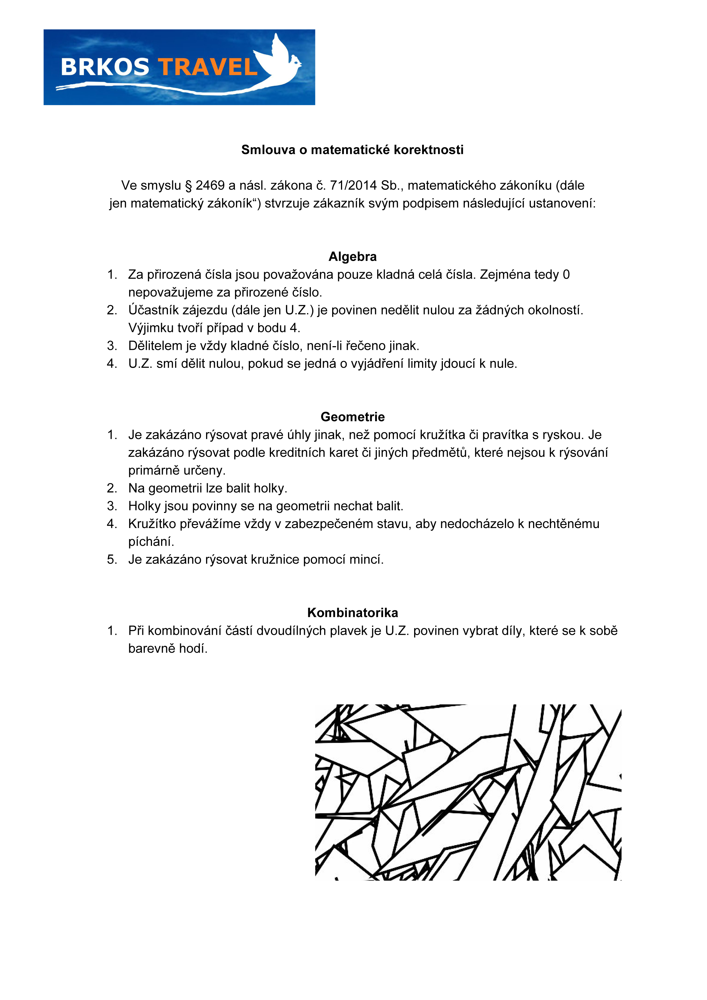 BRKOS TRAVEL
Smlouva o matematické korektnosti
Ve smyslu § 2469 a násl. zákona č. 71/2014 Sb., matematického zákoníku (dále
jen matematický zákoník“) stvrzuje zákazník svým podpisem následující ustanovení:
Algebra
1. Za přirozená čísla jsou považována pouze kladná celá čísla. Zejména tedy 0
nepovažujeme za přirozené číslo.
2. Účastník zájezdu (dále jen U.Z.) je povinen nedělit nulou za žádných okolností.
Výjimku tvoří případ v bodu 4.
3. Dělitelem je vždy kladné číslo, není-li řečeno jinak.
4. U.Z. smí dělit nulou, pokud se jedná o vyjádření limity jdoucí k nule.
Geometrie
1. Je zakázáno rýsovat pravé úhly jinak, než pomocí kružítka či pravítka s ryskou. Je
zakázáno rýsovat podle kreditních karet či jiných předmětů, které nejsou k rýsování
primárně určeny.
2. Na geometrii lze balit holky.
3. Holky jsou povinny se na geometrii nechat balit.
4. Kružítko převážíme vždy v zabezpečeném stavu, aby nedocházelo k nechtěnému
píchání.
5. Je zakázáno rýsovat kružnice pomocí mincí.
Kombinatorika
1. Při kombinování částí dvoudílných plavek je U.Z. povinen vybrat díly, které se k sobě
barevně hodí.